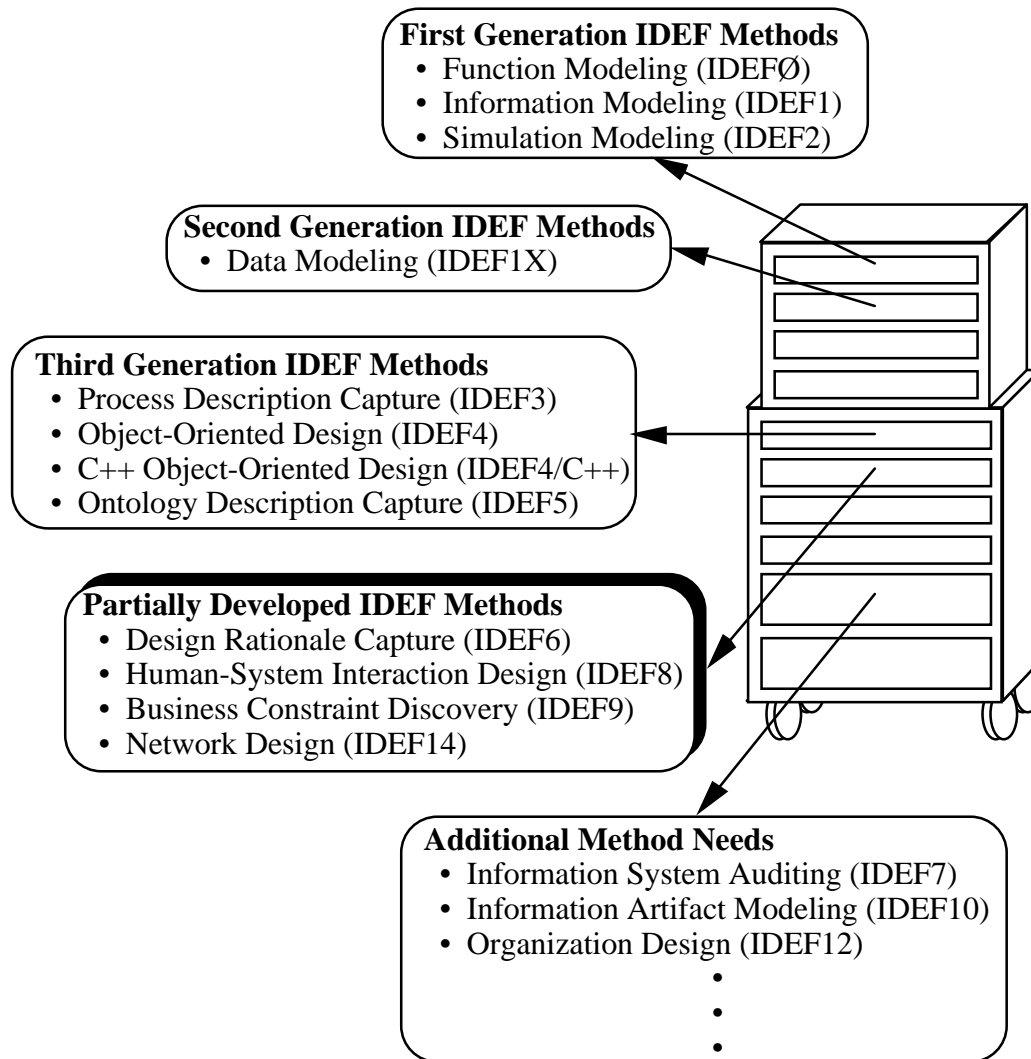 First Generation IDEF Methods
• Function Modeling (IDEFØ)
• Information Modeling (IDEF1)
• Simulation Modeling (IDEF2)
Second Generation IDEF Methods
• Data Modeling (IDEF1X)
Third Generation IDEF Methods
• Process Description Capture (IDEF3)
• Object-Oriented Design (IDEF4)
• C++ Object-Oriented Design (IDEF4/C++)
• Ontology Description Capture (IDEF5)
Partially Developed IDEF Methods
• Design Rationale Capture (IDEF6)
• Human-System Interaction Design (IDEF8)
• Business Constraint Discovery (IDEF9)
• Network Design (IDEF14)
Additional Method Needs
• Information System Auditing (IDEF7)
• Information Artifact Modeling (IDEF10)
• Organization Design (IDEF12)
•
•
•